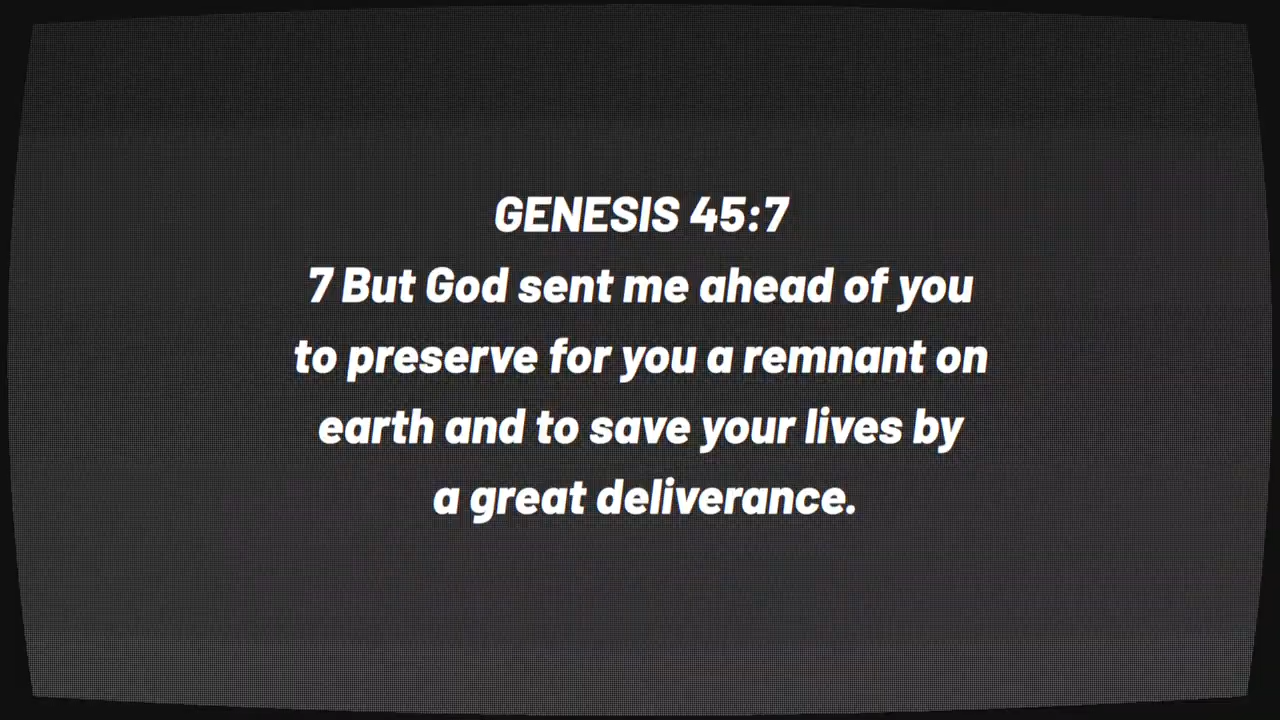 GENESIS 45:7
7 But God sent me ahead of you
to preserve for you a remnant on
earth and to save your lives by
a great deliverance.